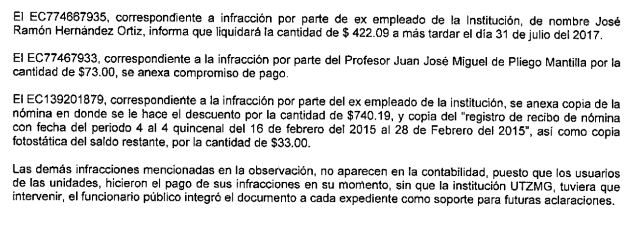 El EC774667935, correspondiente a infracción por parte de ex empleado de la Institución, de nombre José
Ramón Hernández Ortiz, informa que liquidará la cantidad de $ 422.09 a más tardar el día 31 de julio del 2017.
El EC77467933, correspondiente a la infracción por parte del Profesor Juan José Miguel de Pliego Mantilla por la
cantidad de $73.00, se anexa compromiso de pago.
El EC139201879, correspondiente a la infracción por parte del ex empleado de la institución, se anexa copia de la
nómina en donde se le hace el descuento por la cantidad de $740.19, y copia del "registro de recibo de nómina
con fecha del periodo 4 al 4 quincenal del 16 de febrero del 2015 al 28 de Febrero del 2015", así como copia
fotostática del saldo restante, por la cantidad de $33.00.
Las demás infracciones mencionadas en la observación, no aparecen en la contabilidad, puesto que los usuarios
de las unidades, hicieron el pago de sus infracciones en su momento, sin que la institución UTZMG, tuviera que
intervenir, el funcionario público integró el documento a cada expediente como soporte para futuras aclaraciones.